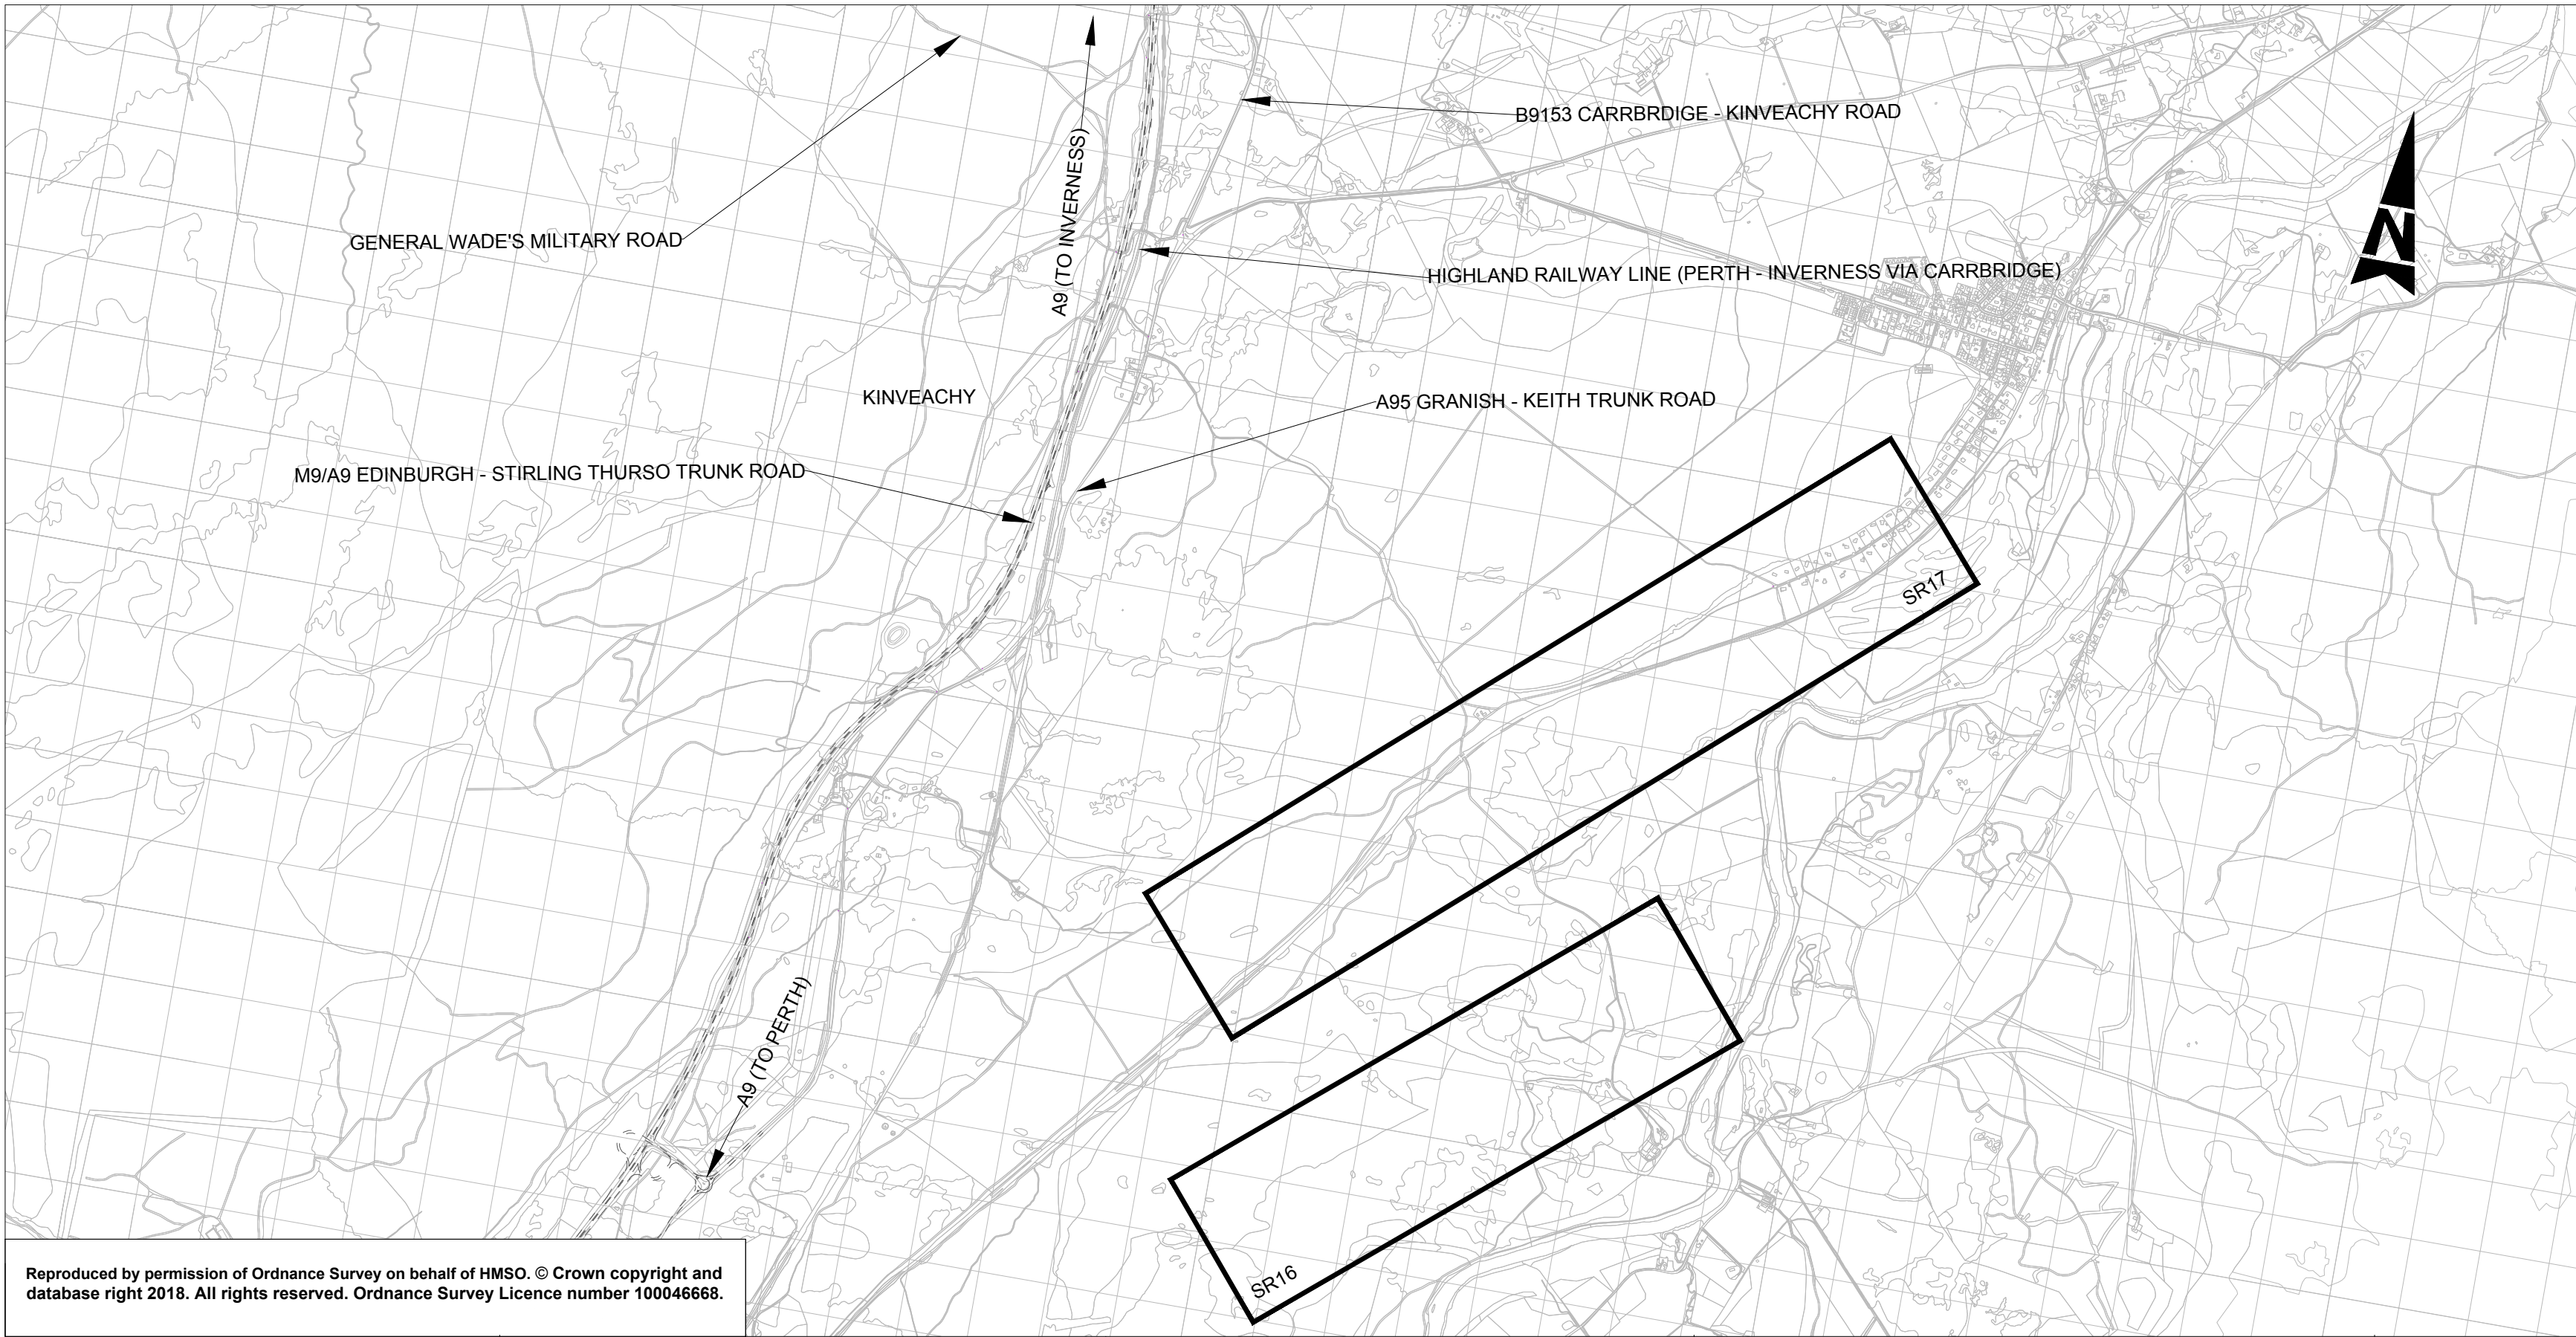 B9153 CARRBRDIGE - KINVEACHY ROAD
A9 (TO INVERNESS)
GENERAL WADE'S MILITARY ROAD
N
HIGHLAND RAILWAY LINE (PERTH - INVERNESS VIA CARRBRIDGE)
KINVEACHY
A95 GRANISH - KEITH TRUNK ROAD
M9/A9 EDINBURGH - STIRLING THURSO TRUNK ROAD
SR17
A9 (TO PERTH)
SR16
Reproduced by permission of Ordnance Survey on behalf of HMSO. © Crown copyright and
database right 2018. All rights reserved. Ordnance Survey Licence number 100046668.